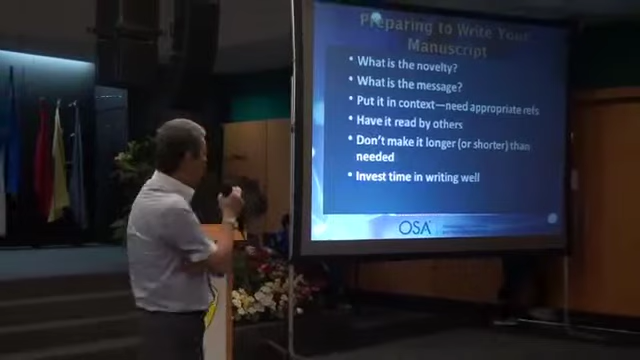 Preparing to Write Your
Manuscript
• What is the novelty?
• What is the message?
• Put it in context—need appropriate refs
• Have it read by others
• Don't make it longer (or shorter) than
needed
• Invest time in writing well
OSA